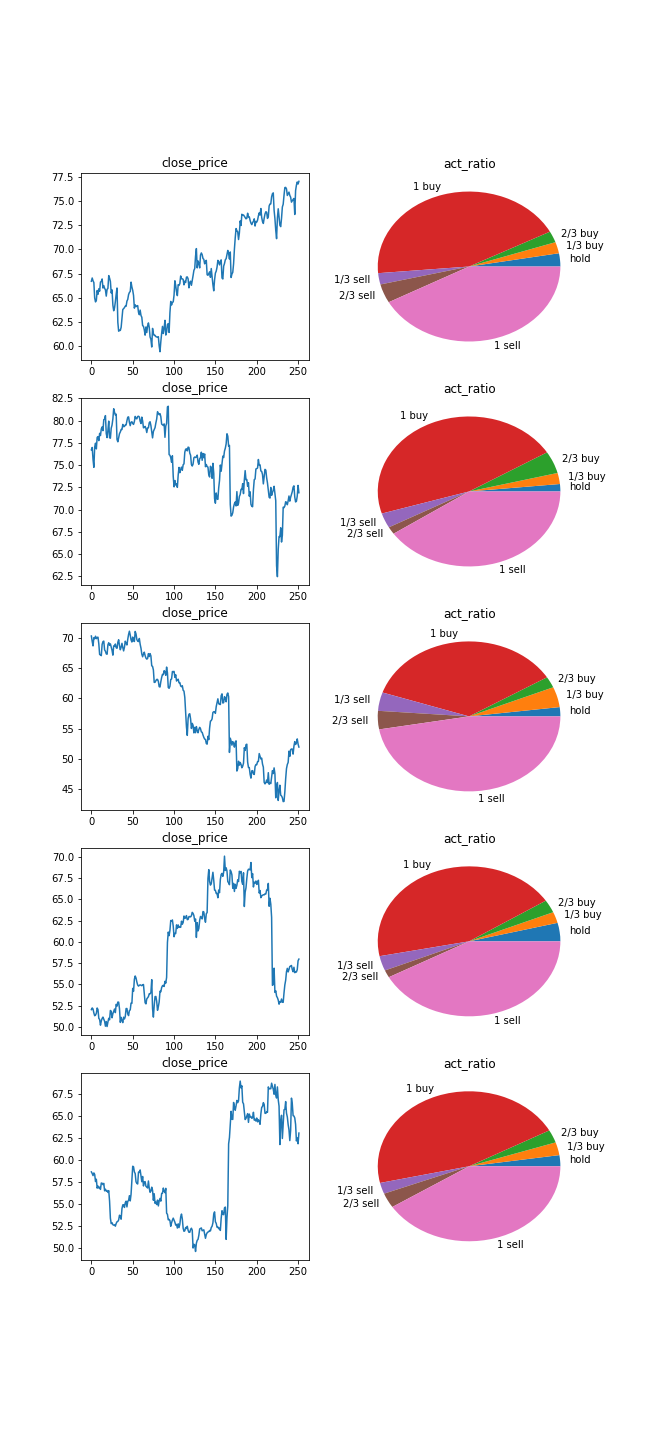 close_price
act_ratio
77.5
75.0
72.5
70.0
67.5
65.0
62.5
60.0
0 50 100 150 200 250
1 buy
2/3 buy
1/3 buy
hold
1/3 sell
2/3 sell
1 sell
close_price
act_ratio
82.5
80.0
77.5
75.0
72.5
70.0
67.5
65.0
62.5
0 50 100 150 200 250
1 buy
2/3 buy
1/3 buy
hold
1/3 sell
2/3 sell
1 sell
close_price
act_ratio
70
65
60
55
50
45
0 50 100 150 200 250
1 buy
2/3 buy
1/3 buy
hold
1/3 sell
2/3 sell
1 sell
close_price
act_ratio
70.0
67.5
65.0
62.5
60.0
57.5
55.0
52.5
50.0
0 50 100 150 200 250
1 buy
2/3 buy
1/3 buy
hold
1/3 sell
2/3 sell
1 sell
close_price
act_ratio
67.5
65.0
62.5
60.0
57.5
55.0
52.5
50.0
0 50 100 150 200 250
1 buy
2/3 buy
1/3 buy
hold
1/3 sell
2/3 sell
1 sell